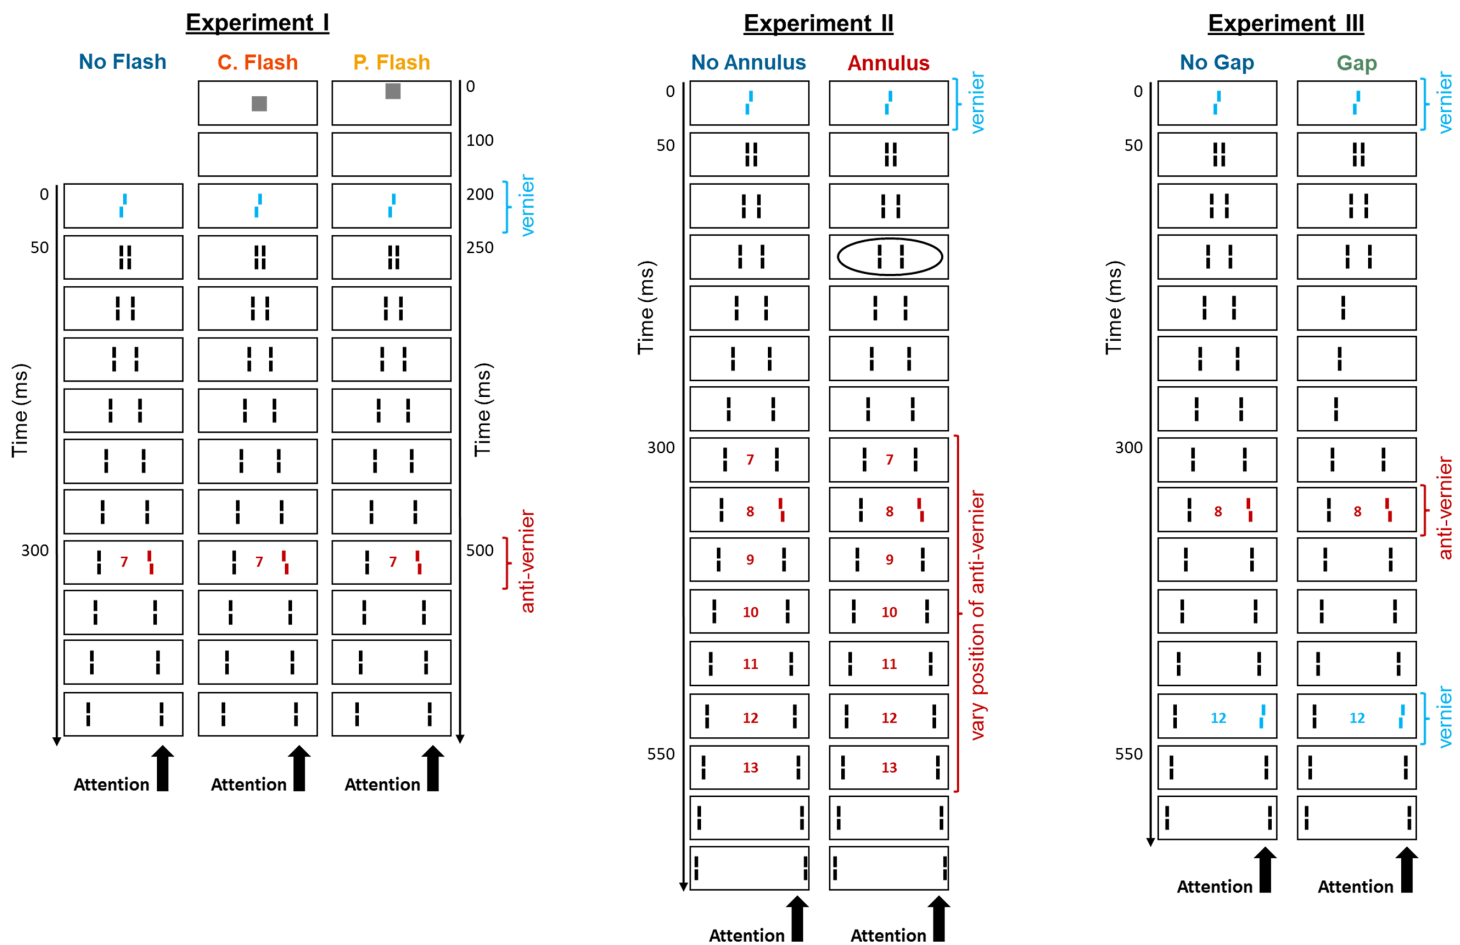 Experiment I
No Flash
C. Flash
P. Flash
0
100
0
200
vernier
50
250
Time (ms)
Time (ms)
300
7
7
7
500
anti-vernier
Attention
Attention
Attention
Experiment II
No Annulus
Annulus
0
vernier
50
Time (ms)
300
7
7
8
8
9
9
10
10
11
11
12
12
550
13
13
vary position of anti-vernier
Attention
Attention
Experiment III
No Gap
Gap
0
vernier
50
Time (ms)
300
8
8
anti-vernier
12
12
vernier
550
Attention
Attention